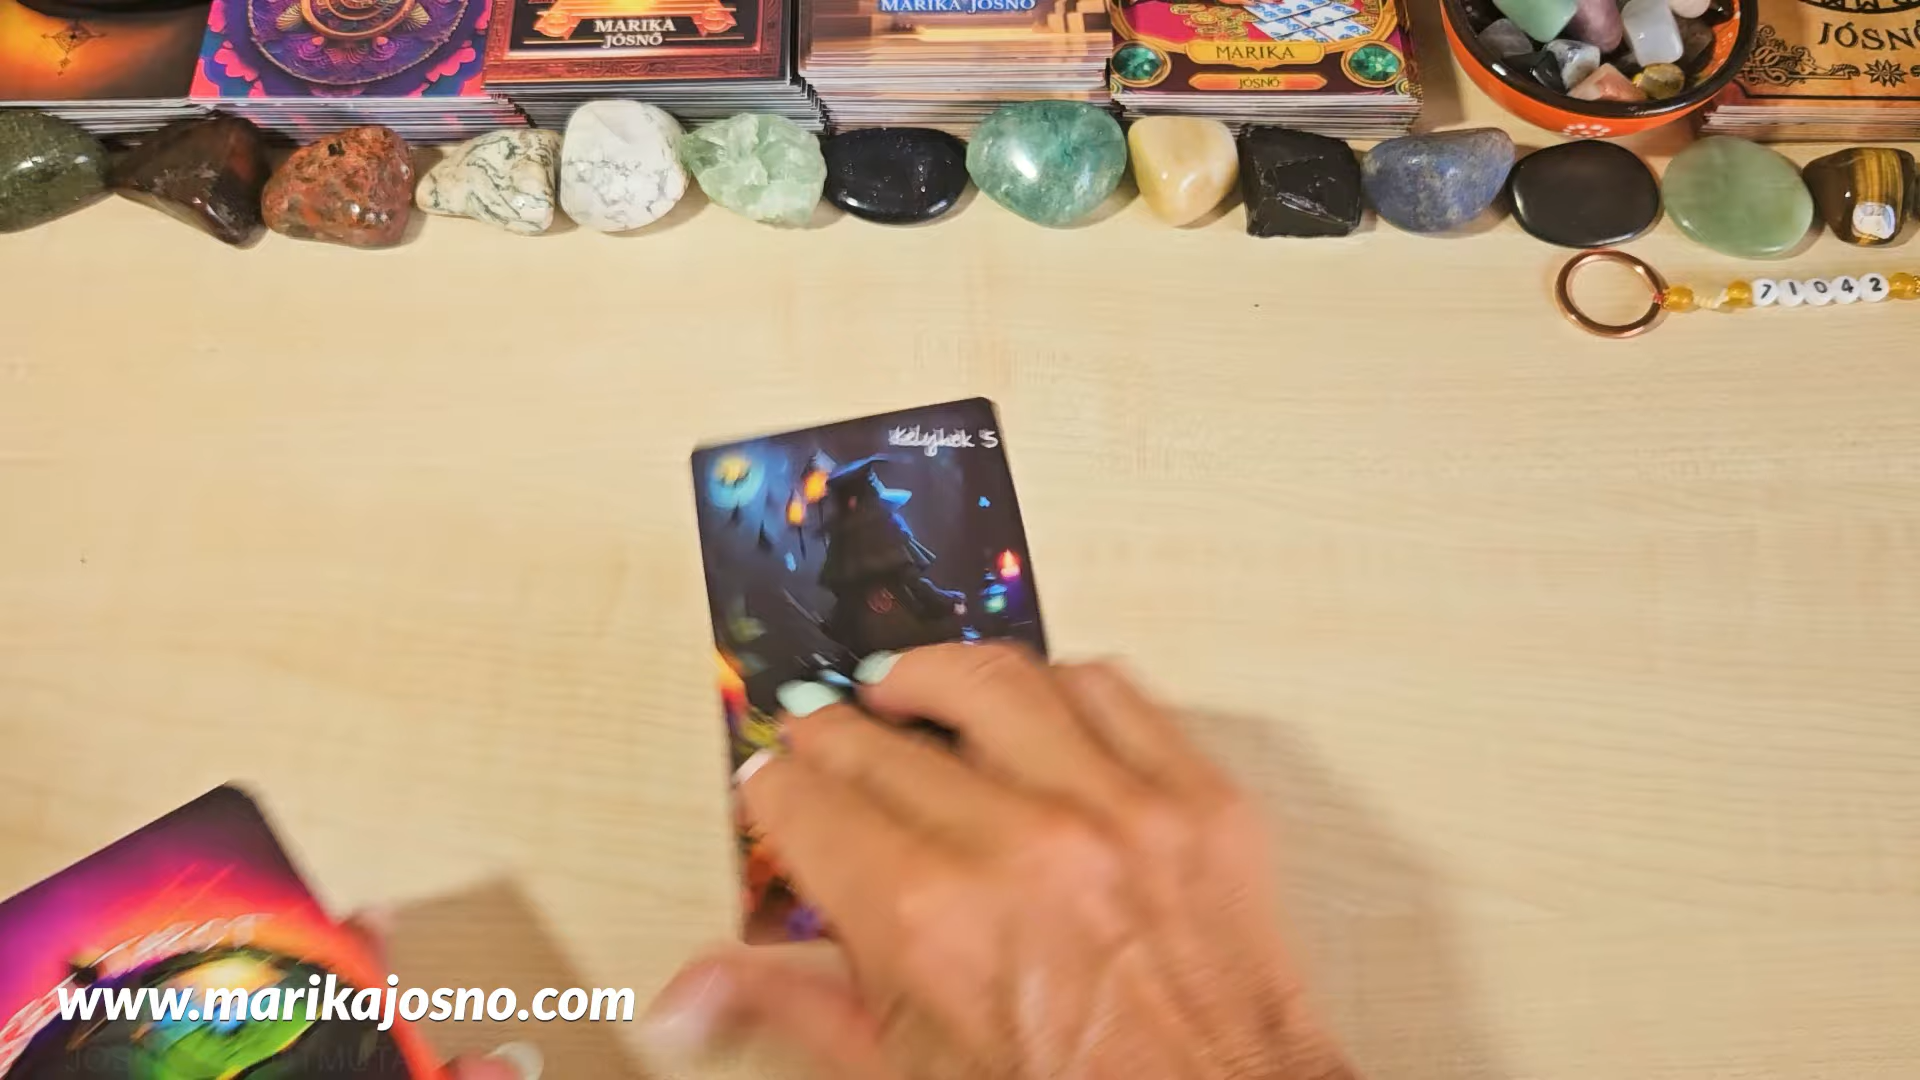 MARIKA
JÓSNŐ
MARIKA JÓSNŐ
MARIKA
JÓSNŐ
JÓSNŐ
71042
Kelyhek 5
www.marikajosno.com